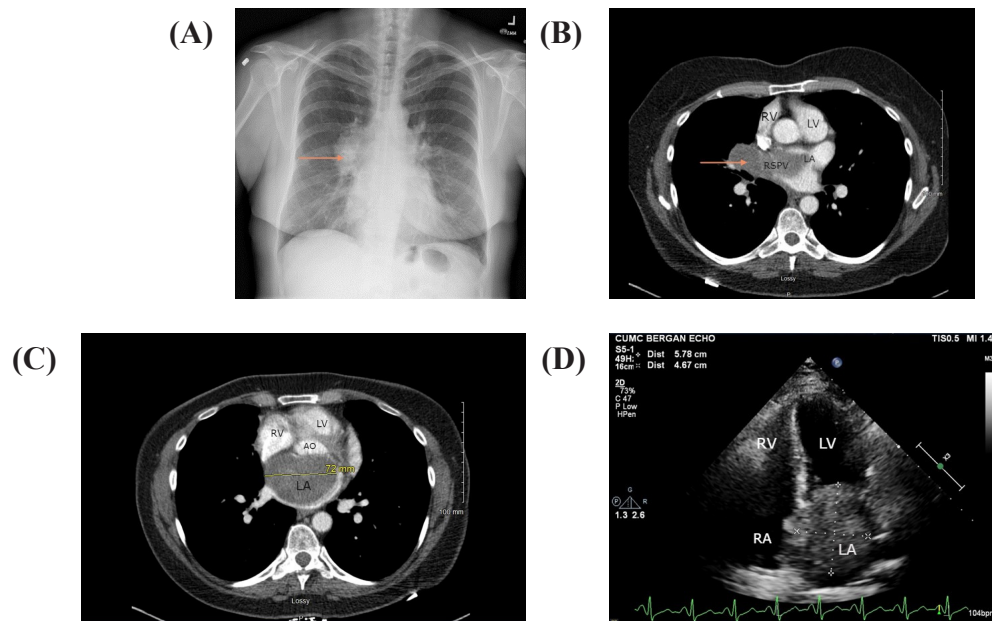 (A)
L
(B)
RV
LV
RSPV
LA
Lossy
P
(C)
RV
LV
AO
72 mm
LA
100 mm
Lossy
(D)
CUMC BERGAN ECHO
TIS0.5 MI 1.4
S5-1
49Hz
16cm
Dist 5.78 cm
Dist 4.67 cm
2D
73%
C 47
P Low
HPen
P
RV
LV
G
P R
1.3 2.6
RA
LA
104bpm